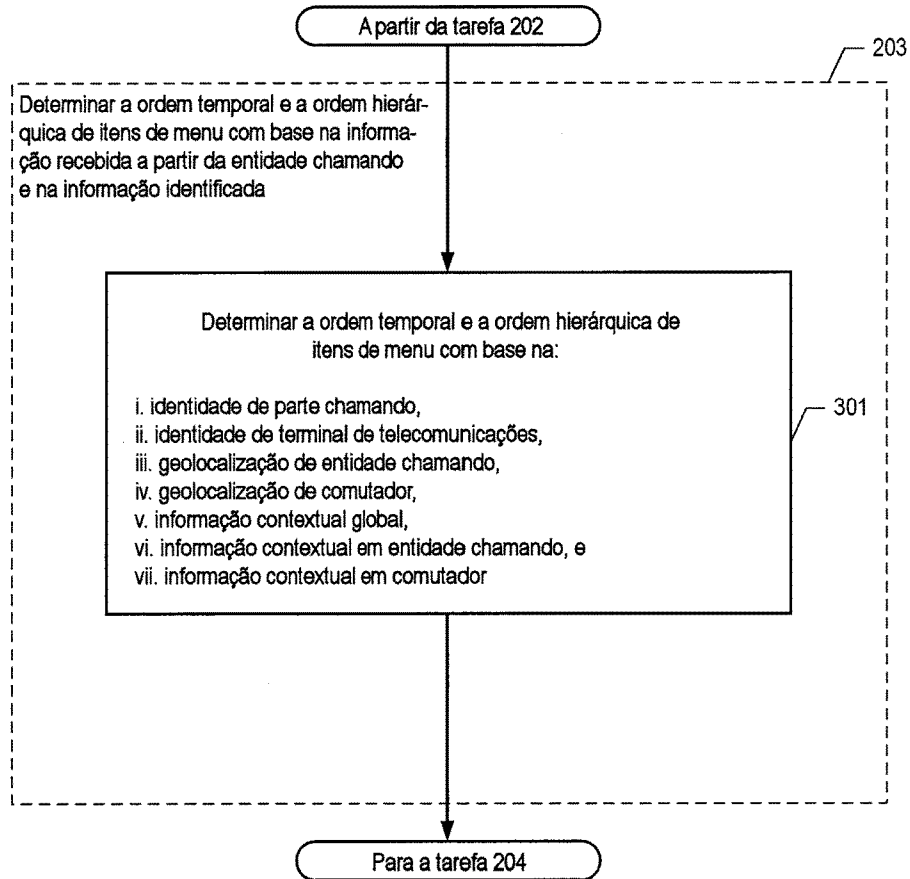 A partir da tarefa 202
203
Determinar a ordem temporal e a ordem hierár-
quica de itens de menu com base na informa-
ção recebida a partir da entidade chamando
e na informação identificada
Determinar a ordem temporal e a ordem hierárquica de
itens de menu com base na:
i. identidade de parte chamando,
ii. identidade de terminal de telecomunicações,
iii. geolocalização de entidade chamando,
iv. geolocalização de comutador,
v. informação contextual global,
vi. informação contextual em entidade chamando, e
vii. informação contextual em comutador
301
Para a tarefa 204